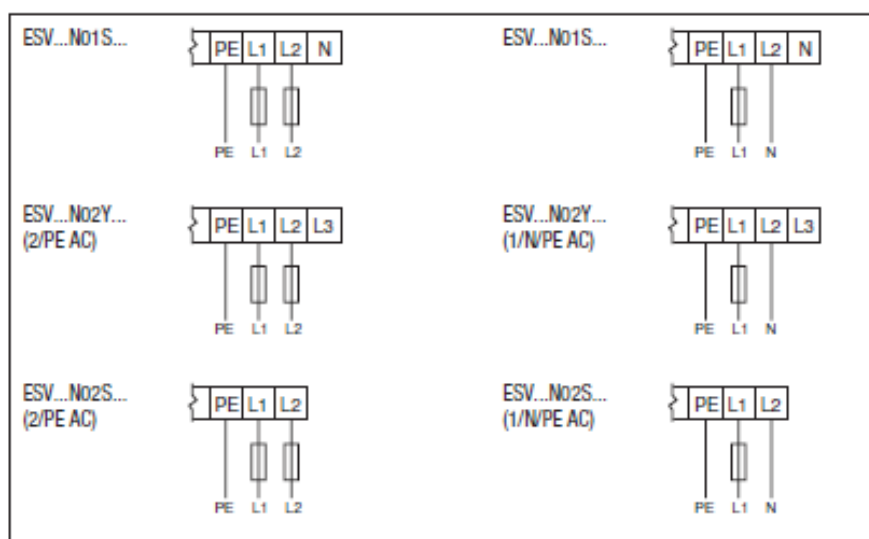 ESV...N01S...
PE L1 L2 N
PE L1 L2
ESV...N01S...
PE L1 L2 N
PE L1 N
ESV...N02Y...
(2/PE AC)
PE L1 L2 L3
PE L1 L2
ESV...N02Y...
(1/N/PE AC)
PE L1 L2 L3
PE L1 N
ESV...N02S...
(2/PE AC)
PE L1 L2
PE L1 L2
ESV...N02S...
(1/N/PE AC)
PE L1 L2
PE L1 N